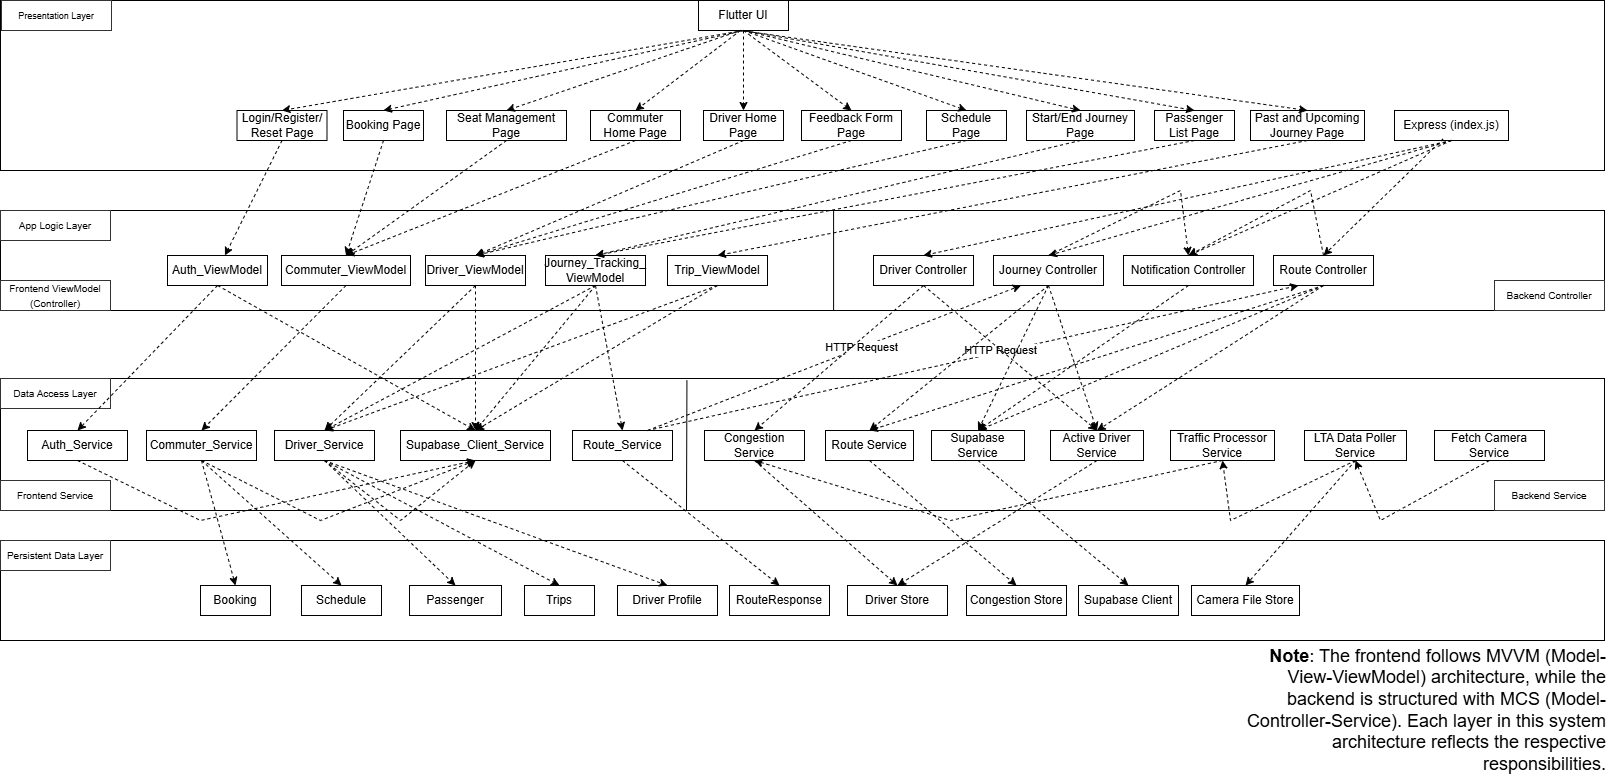 Presentation Layer
Flutter UI
Login/Register/
Reset Page
Booking Page
Seat Management
Page
Commuter
Home Page
Driver Home
Page
Feedback Form
Page
Schedule
Page
Start/End Journey
Page
Passenger
List Page
Past and Upcoming
Journey Page
Express (index.js)
App Logic Layer
Auth_ViewModel
Commuter_ViewModel
Driver_ViewModel
Journey_Tracking_
ViewModel
Trip_ViewModel
Driver Controller
Journey Controller
Notification Controller
Route Controller
Frontend ViewModel
(Controller)
Backend Controller
HTTP Request
HTTP Request
Data Access Layer
Auth_Service
Commuter_Service
Driver_Service
Supabase_Client_Service
Route_Service
Congestion
Service
Route Service
Supabase
Service
Active Driver
Service
Traffic Processor
Service
LTA Data Poller
Service
Fetch Camera
Service
Frontend Service
Backend Service
Persistent Data Layer
Booking
Schedule
Passenger
Trips
Driver Profile
RouteResponse
Driver Store
Congestion Store
Supabase Client
Camera File Store
Note: The frontend follows MVVM (Model-
View-ViewModel) architecture, while the
backend is structured with MCS (Model-
Controller-Service). Each layer in this system
architecture reflects the respective
responsibilities.